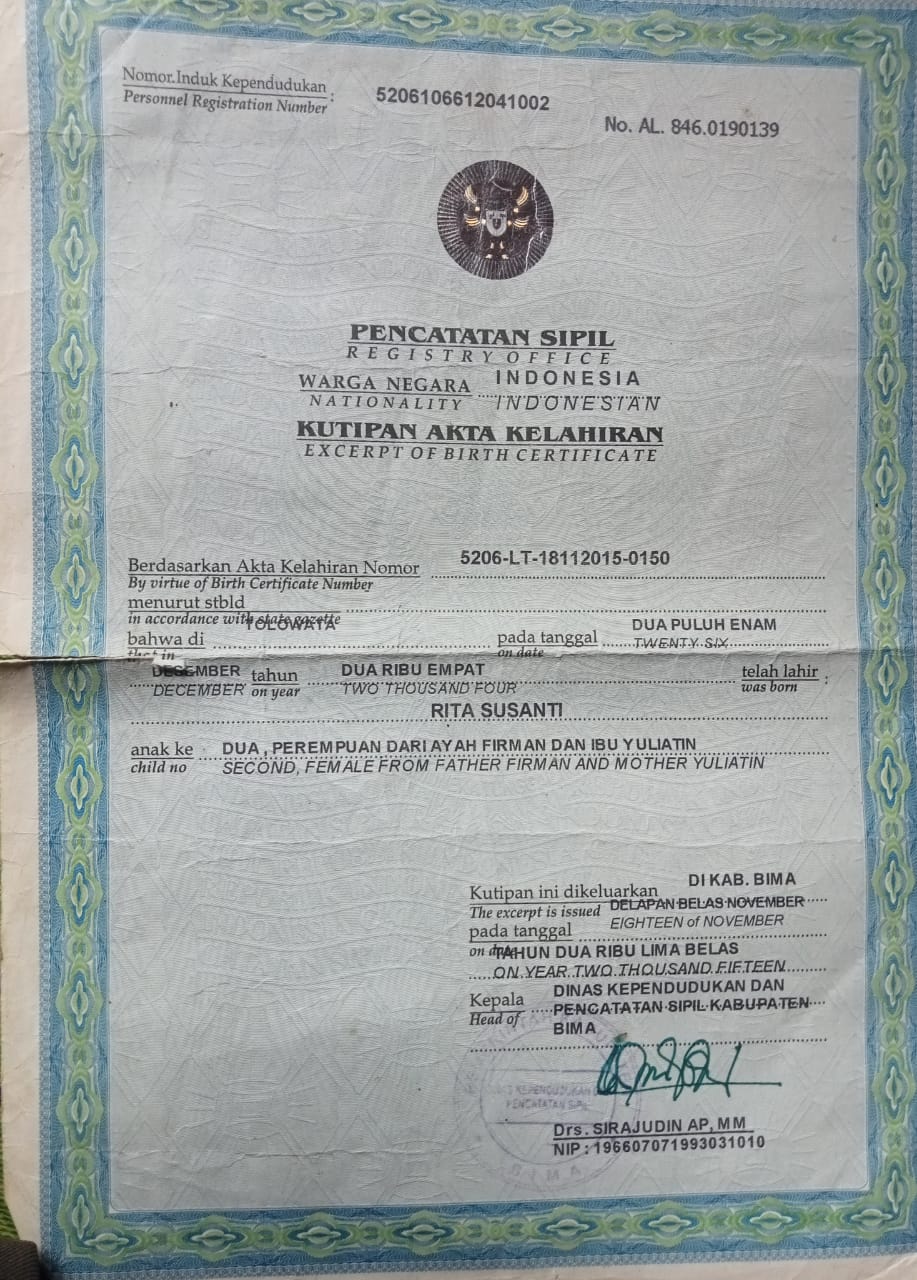 Nomor.Induk Kependudukan : 5206106612041002
Personnel Registration Number
No. AL. 846.0190139
PENCATATAN SIPIL
REGISTRY OFFICE
WARGA NEGARA INDONESIA
NATIONALITY INDONESIAN
KUTIPAN AKTA KELAHIRAN
EXCERPT OF BIRTH CERTIFICATE
Berdasarkan Akta Kelahiran Nomor 5206-LT-18112015-0150
By virtue of Birth Certificate Number
menurut stbld
in accordance with state gazette
bahwa di TOLOWATA pada tanggal DUA PULUH ENAM
that in on date TWENTY SIX
DESEMBER tahun DUA RIBU EMPAT telah lahir :
DECEMBER on year TWO THOUSAND FOUR was born
RITA SUSANTI
anak ke DUA , PEREMPUAN DARI AYAH FIRMAN DAN IBU YULIATIN
child no SECOND, FEMALE FROM FATHER FIRMAN AND MOTHER YULIATIN
Kutipan ini dikeluarkan DI KAB. BIMA
The excerpt is issued DELAPAN BELAS NOVEMBER
pada tanggal EIGHTEEN of NOVEMBER
on date TAHUN DUA RIBU LIMA BELAS
ON YEAR TWO THOUSAND FIFTEEN
Kepala DINAS KEPENDUDUKAN DAN
Head of PENCATATAN SIPIL KABUPATEN
BIMA
KEPENDUDUKAN
PENCATATAN SIPIL
BIMA
Drs. SIRAJUDIN AP, MM
NIP : 196607071993031010